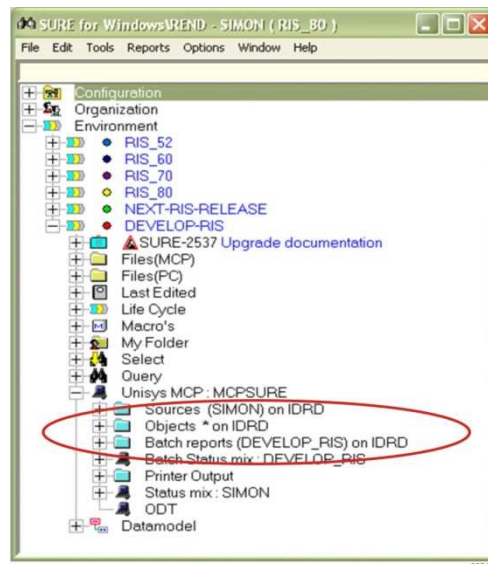 SURE for Windows\REND - SIMON ( RIS_80 )
File Edit Tools Reports Options Window Help
Configuration
Organization
Environment
RIS_52
RIS_60
RIS_70
RIS_80
NEXT-RIS-RELEASE
DEVELOP-RIS
SURE-2537 Upgrade documentation
Files(MCP)
Files(PC)
Last Edited
Life Cycle
Macro's
My Folder
Select
Query
Unisys MCP : MCPSURE
Sources (SIMON) on IDRD
Objects * on IDRD
Batch reports (DEVELOP_RIS) on IDRD
Batch Status mix : DEVELOP_RIS
Printer Output
Status mix : SIMON
ODT
Datamodel